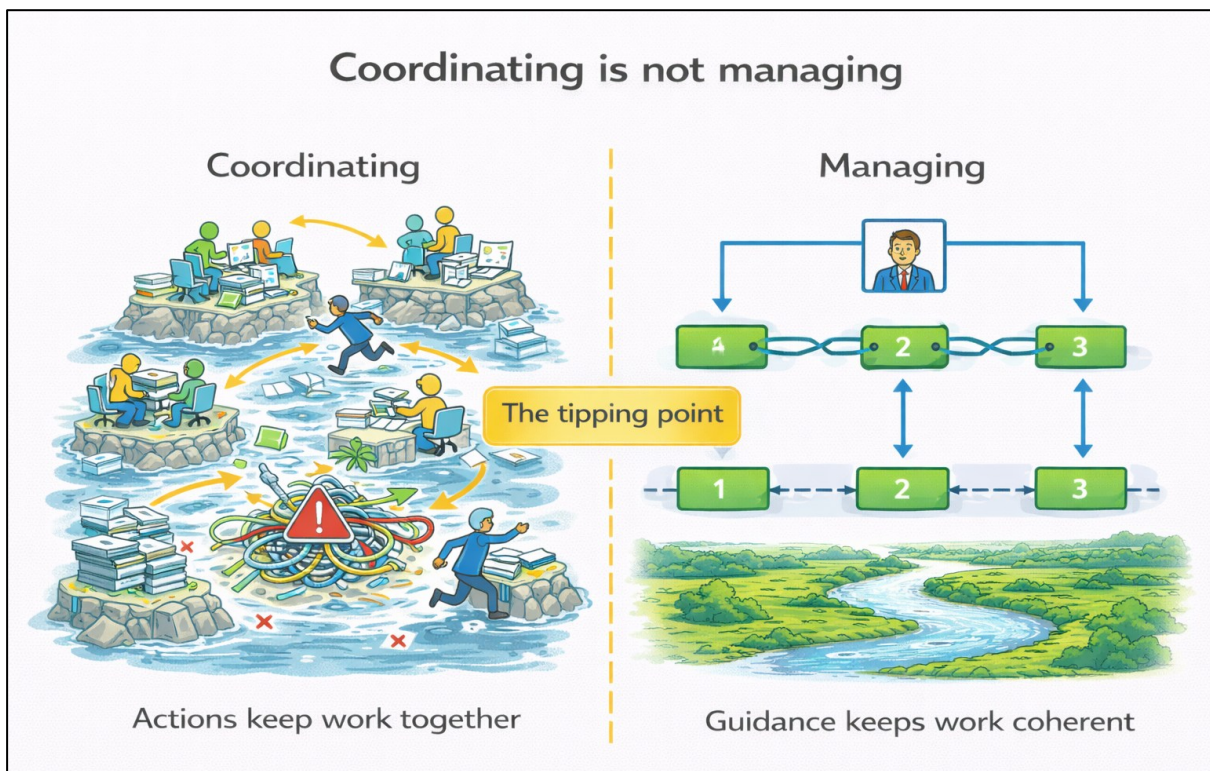 Coordinating is not managing
Coordinating
Managing
2
3
The tipping point
1
2
3
Actions keep work together
Guidance keeps work coherent